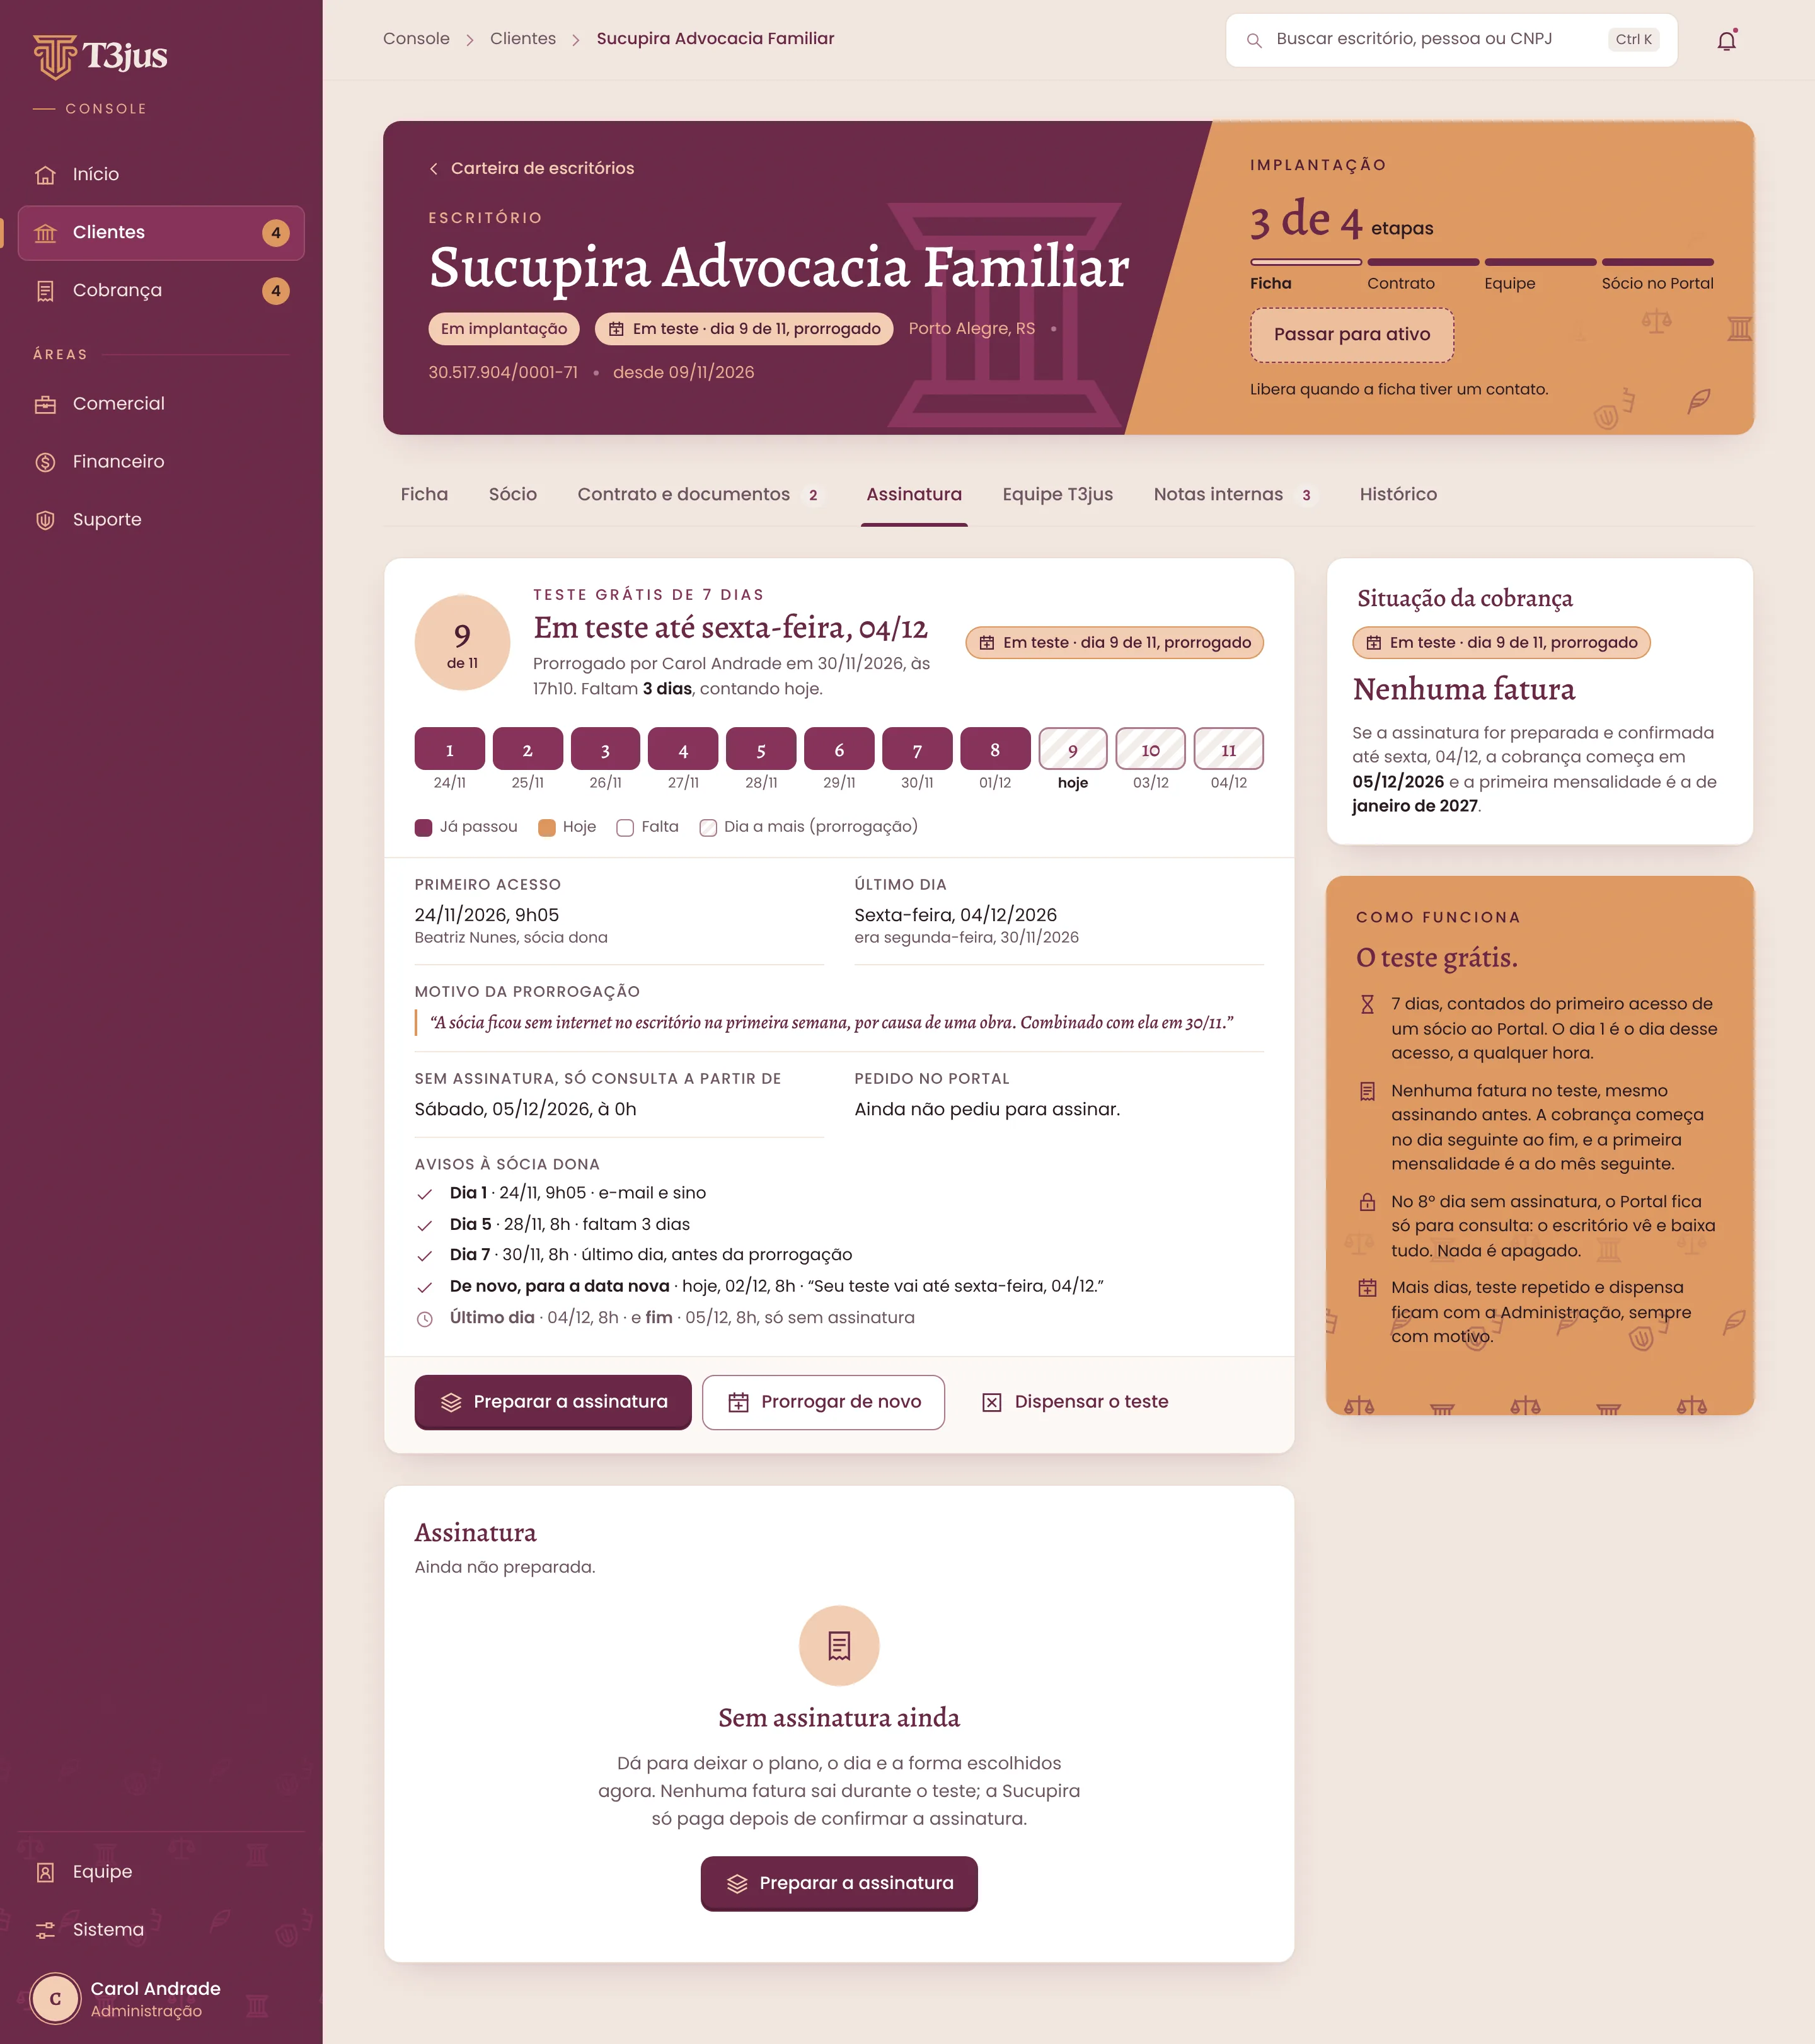 T3jus
CONSOLE
Início
Clientes
4
Cobrança
4
ÁREAS
Comercial
Financeiro
Suporte
Equipe
Sistema
C
Carol Andrade
Administração
Console
Clientes
Sucupira Advocacia Familiar
Buscar escritório, pessoa ou CNPJ
Ctrl K
Carteira de escritórios
ESCRITÓRIO
Sucupira Advocacia Familiar
Em implantação
Em teste · dia 9 de 11, prorrogado
Porto Alegre, RS •
30.517.904/0001-71 • desde 09/11/2026
IMPLANTAÇÃO
3 de 4 etapas
Ficha
Contrato
Equipe
Sócio no Portal
Passar para ativo
Libera quando a ficha tiver um contato.
Ficha
Sócio
Contrato e documentos 2
Assinatura
Equipe T3jus
Notas internas 3
Histórico
9
de 11
TESTE GRÁTIS DE 7 DIAS
Em teste até sexta-feira, 04/12
Prorrogado por Carol Andrade em 30/11/2026, às
17h10. Faltam 3 dias, contando hoje.
Em teste · dia 9 de 11, prorrogado
1 2 3 4 5 6 7 8 9 10 11
24/11 25/11 26/11 27/11 28/11 29/11 30/11 01/12 hoje 03/12 04/12
Já passou
Hoje
Falta
Dia a mais (prorrogação)
PRIMEIRO ACESSO
24/11/2026, 9h05
Beatriz Nunes, sócia dona
ÚLTIMO DIA
Sexta-feira, 04/12/2026
era segunda-feira, 30/11/2026
MOTIVO DA PRORROGAÇÃO
“A sócia ficou sem internet no escritório na primeira semana, por causa de uma obra. Combinado com ela em 30/11.”
SEM ASSINATURA, SÓ CONSULTA A PARTIR DE
Sábado, 05/12/2026, à 0h
PEDIDO NO PORTAL
Ainda não pediu para assinar.
AVISOS À SÓCIA DONA
Dia 1 · 24/11, 9h05 · e-mail e sino
Dia 5 · 28/11, 8h · faltam 3 dias
Dia 7 · 30/11, 8h · último dia, antes da prorrogação
De novo, para a data nova · hoje, 02/12, 8h · “Seu teste vai até sexta-feira, 04/12.”
Último dia · 04/12, 8h · e fim · 05/12, 8h, só sem assinatura
Preparar a assinatura
Prorrogar de novo
Dispensar o teste
Assinatura
Ainda não preparada.
Sem assinatura ainda
Dá para deixar o plano, o dia e a forma escolhidos
agora. Nenhuma fatura sai durante o teste; a Sucupira
só paga depois de confirmar a assinatura.
Preparar a assinatura
Situação da cobrança
Em teste · dia 9 de 11, prorrogado
Nenhuma fatura
Se a assinatura for preparada e confirmada
até sexta, 04/12, a cobrança começa em
05/12/2026 e a primeira mensalidade é a de
janeiro de 2027.
COMO FUNCIONA
O teste grátis.
7 dias, contados do primeiro acesso de
um sócio ao Portal. O dia 1 é o dia desse
acesso, a qualquer hora.
Nenhuma fatura no teste, mesmo
assinando antes. A cobrança começa
no dia seguinte ao fim, e a primeira
mensalidade é a do mês seguinte.
No 8º dia sem assinatura, o Portal fica
só para consulta: o escritório vê e baixa
tudo. Nada é apagado.
Mais dias, teste repetido e dispensa
ficam com a Administração, sempre
com motivo.